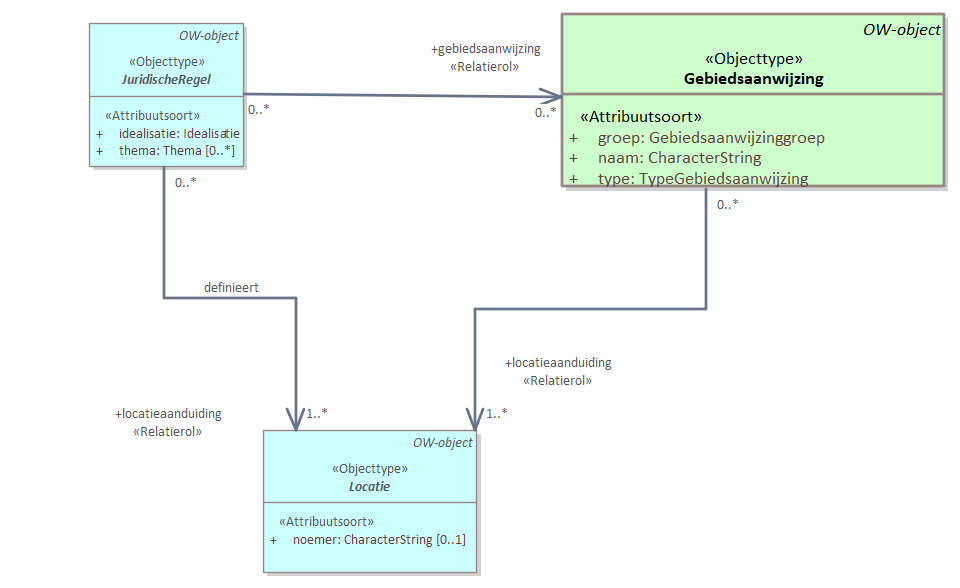 OW-object
«Objecttype»
JuridischeRegel
«Attribuutsoort»
+ idealisatie: Idealisatie
+ thema: Thema [0..*]
+gebiedsaanwijzing
«Relatierol»
0..*
0..*
OW-object
«Objecttype»
Gebiedsaanwijzing
«Attribuutsoort»
+ groep: Gebiedsaanwijzinggroep
+ naam: CharacterString
+ type: TypeGebiedsaanwijzing
0..*
0..*
definieert
+locatieaanduiding
«Relatierol»
+locatieaanduiding
«Relatierol»
1..*
1..*
OW-object
«Objecttype»
Locatie
«Attribuutsoort»
+ noemer: CharacterString [0..1]